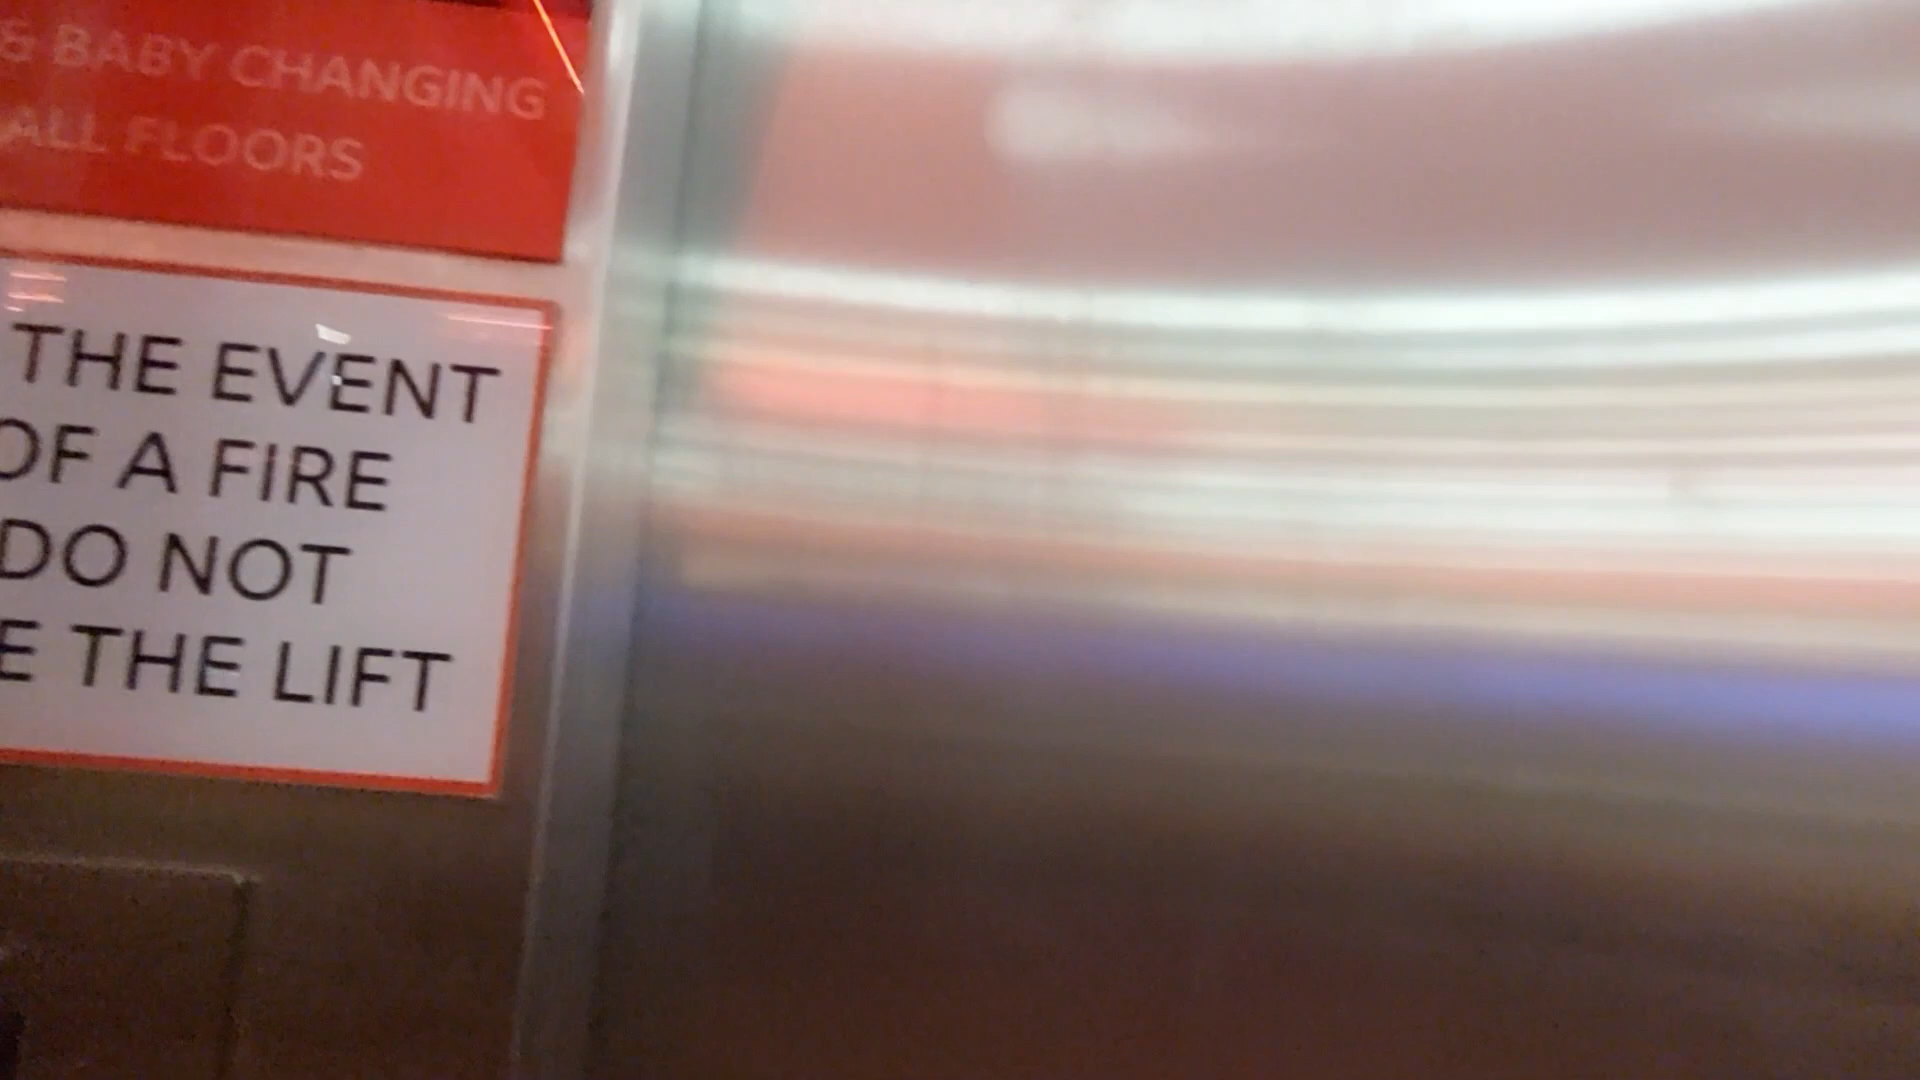 & BABY CHANGING
ALL FLOORS
THE EVENT
OF A FIRE
DO NOT
E THE LIFT